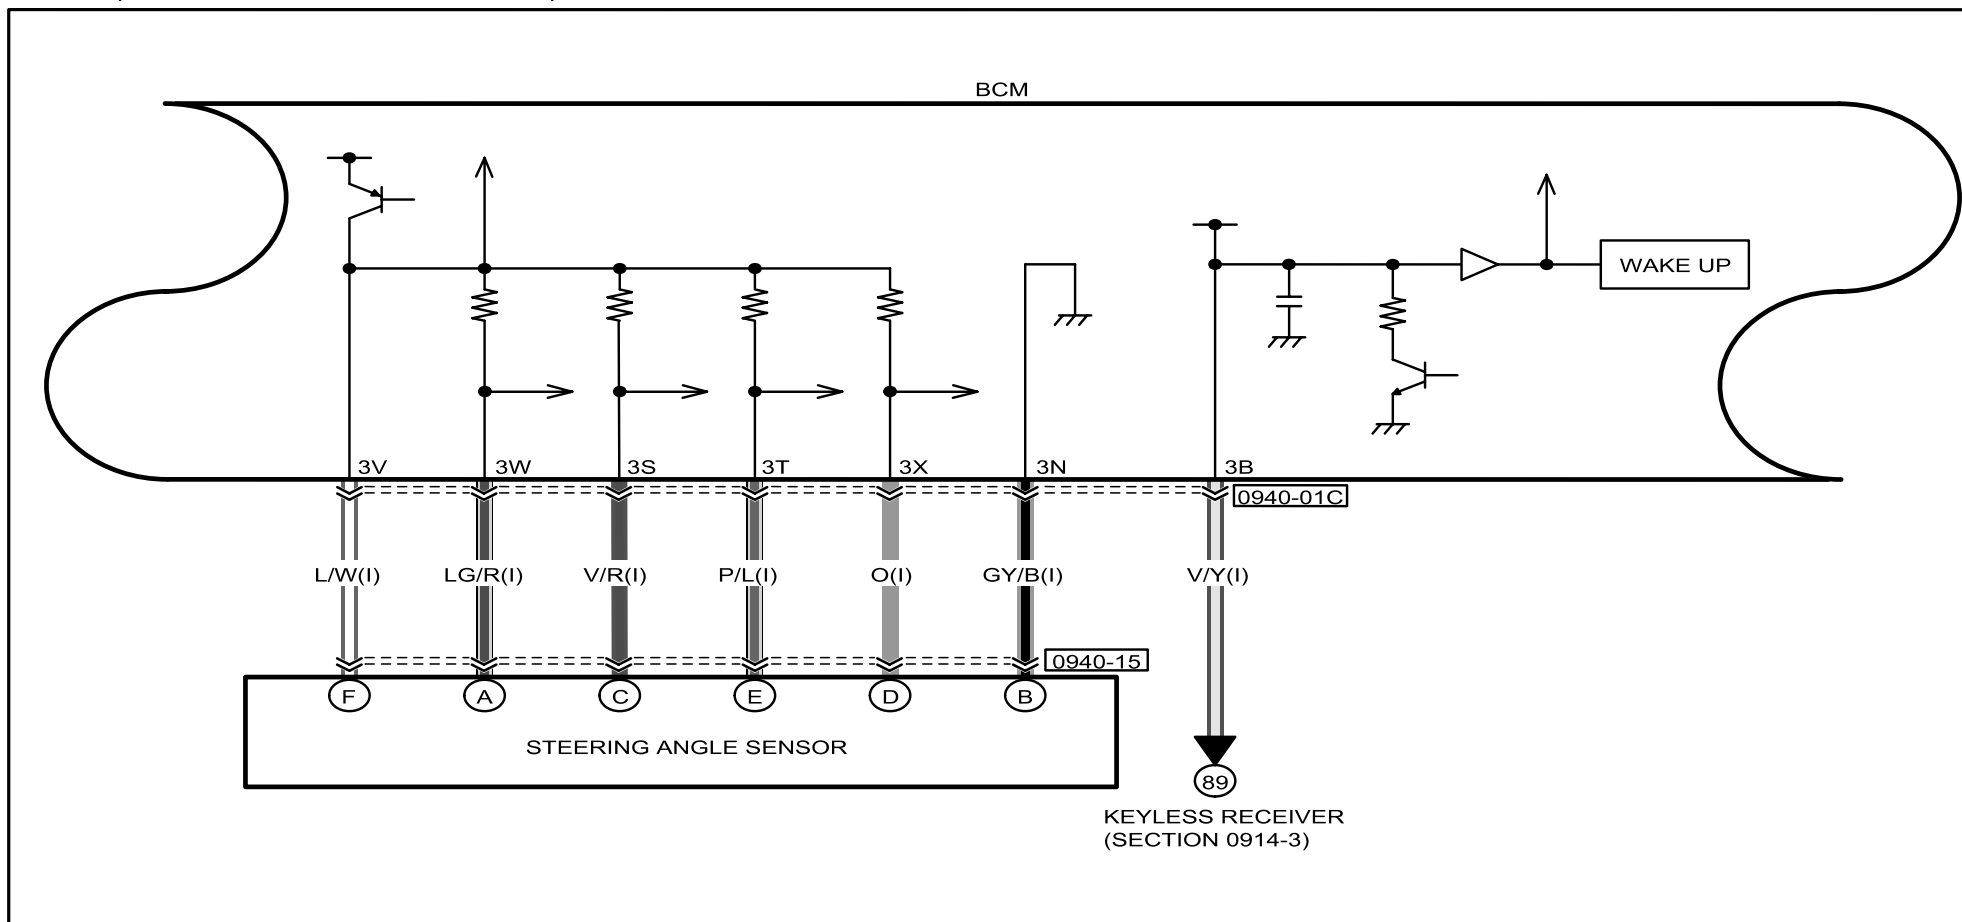 BCM
WAKE UP
3V 3W 3S 3T 3X 3N 3B
0940-01C
L/W(I) LG/R(I) V/R(I) P/L(I) O(I) GY/B(I) V/Y(I)
0940-15
F A C E D B
STEERING ANGLE SENSOR
89
KEYLESS RECEIVER
(SECTION 0914-3)